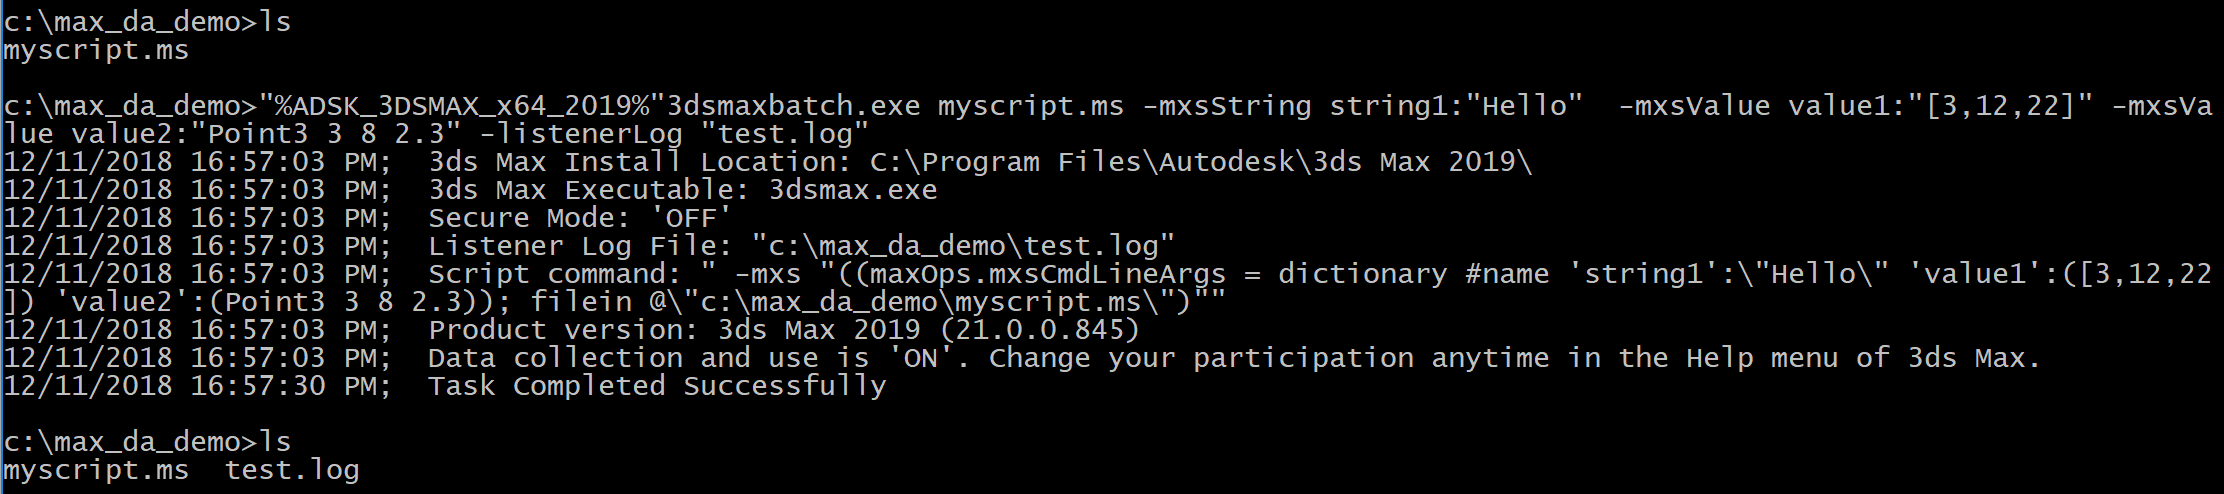 c:\max_da_demo>ls
myscript.ms
c:\max_da_demo>"%ADSK_3DSMAX_x64_2019%"3dsmaxbatch.exe myscript.ms -mxsString string1:"Hello"  -mxsValue value1:"[3,12,22]" -mxsVa
lue value2:"Point3 3 8 2.3" -listenerLog "test.log"
12/11/2018 16:57:03 PM;  3ds Max Install Location: C:\Program Files\Autodesk\3ds Max 2019\
12/11/2018 16:57:03 PM;  3ds Max Executable: 3dsmax.exe
12/11/2018 16:57:03 PM;  Secure Mode: 'OFF'
12/11/2018 16:57:03 PM;  Listener Log File: "c:\max_da_demo\test.log"
12/11/2018 16:57:03 PM;  Script command: " -mxs "((maxOps.mxsCmdLineArgs = dictionary #name 'string1':\"Hello\" 'value1':([3,12,22
]) 'value2':(Point3 3 8 2.3)); filein @\"c:\max_da_demo\myscript.ms\")""
12/11/2018 16:57:03 PM;  Product version: 3ds Max 2019 (21.0.0.845)
12/11/2018 16:57:03 PM;  Data collection and use is 'ON'. Change your participation anytime in the Help menu of 3ds Max.
12/11/2018 16:57:30 PM;  Task Completed Successfully
c:\max_da_demo>ls
myscript.ms  test.log